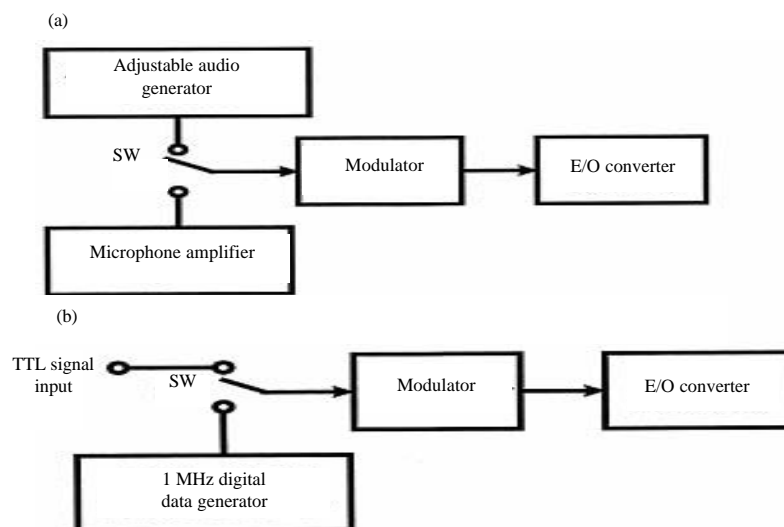 (a)
Adjustable audio
generator
SW
Modulator
E/O converter
Microphone amplifier
(b)
TTL signal
input
SW
Modulator
E/O converter
1 MHz digital
data generator